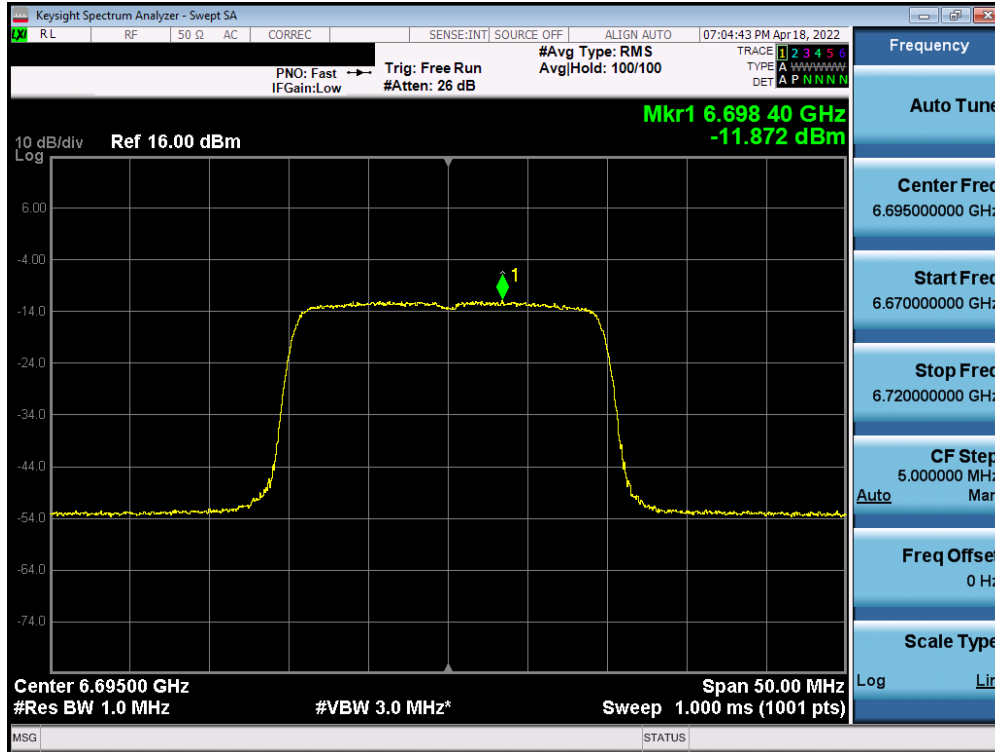 Keysight Spectrum Analyzer - Swept SA
LXI RL RF 50 Ω AC CORREC SENSE:INT SOURCE OFF ALIGN AUTO 07:04:43 PM Apr 18, 2022
PNO: Fast
IFGain:Low
Trig: Free Run
#Atten: 26 dB
#Avg Type: RMS
Avg|Hold: 100/100
TRACE 1 2 3 4 5 6
TYPE A WWWWW
DET A P N N N N
Mkr1 6.698 40 GHz
-11.872 dBm
10 dB/div Ref 16.00 dBm
Log
1
6.00
-4.00
-14.0
-24.0
-34.0
-44.0
-54.0
-64.0
-74.0
Center 6.69500 GHz Span 50.00 MHz
#Res BW 1.0 MHz #VBW 3.0 MHz* Sweep 1.000 ms (1001 pts)
MSG STATUS
Frequency
Auto Tune
Center Freq
6.695000000 GHz
Start Freq
6.670000000 GHz
Stop Freq
6.720000000 GHz
CF Step
5.000000 MHz
Auto Man
Freq Offset
0 Hz
Scale Type
Log Lin